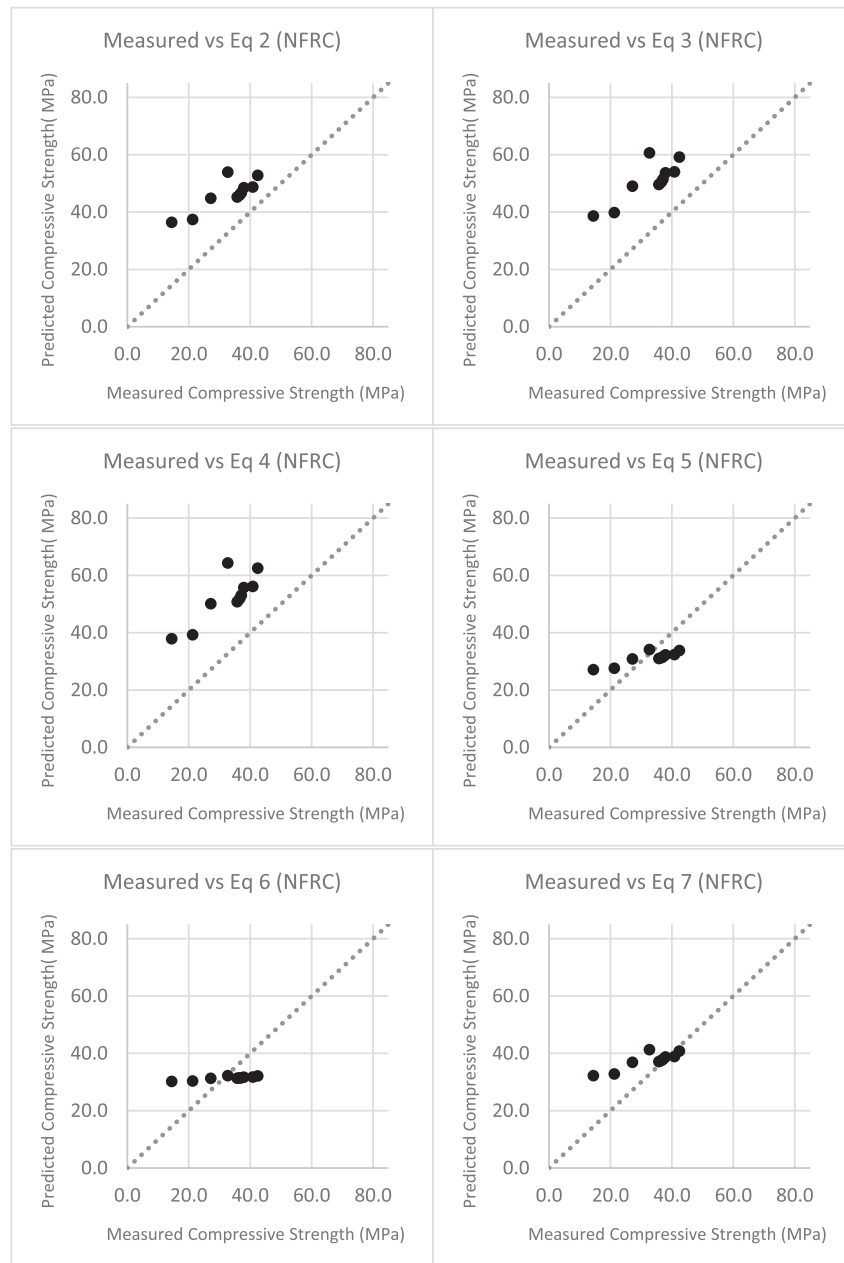 Measured vs Eq 2 (NFRC)
Predicted Compressive Strength( MPa)
80.0
60.0
40.0
20.0
0.0
0.0 20.0 40.0 60.0 80.0
Measured Compressive Strength (MPa)
Measured vs Eq 3 (NFRC)
Predicted Compressive Strength( MPa)
80.0
60.0
40.0
20.0
0.0
0.0 20.0 40.0 60.0 80.0
Measured Compressive Strength (MPa)
Measured vs Eq 4 (NFRC)
Predicted Compressive Strength( MPa)
80.0
60.0
40.0
20.0
0.0
0.0 20.0 40.0 60.0 80.0
Measured Compressive Strength (MPa)
Measured vs Eq 5 (NFRC)
Predicted Compressive Strength( MPa)
80.0
60.0
40.0
20.0
0.0
0.0 20.0 40.0 60.0 80.0
Measured Compressive Strength (MPa)
Measured vs Eq 6 (NFRC)
Predicted Compressive Strength( MPa)
80.0
60.0
40.0
20.0
0.0
0.0 20.0 40.0 60.0 80.0
Measured Compressive Strength (MPa)
Measured vs Eq 7 (NFRC)
Predicted Compressive Strength( MPa)
80.0
60.0
40.0
20.0
0.0
0.0 20.0 40.0 60.0 80.0
Measured Compressive Strength (MPa)